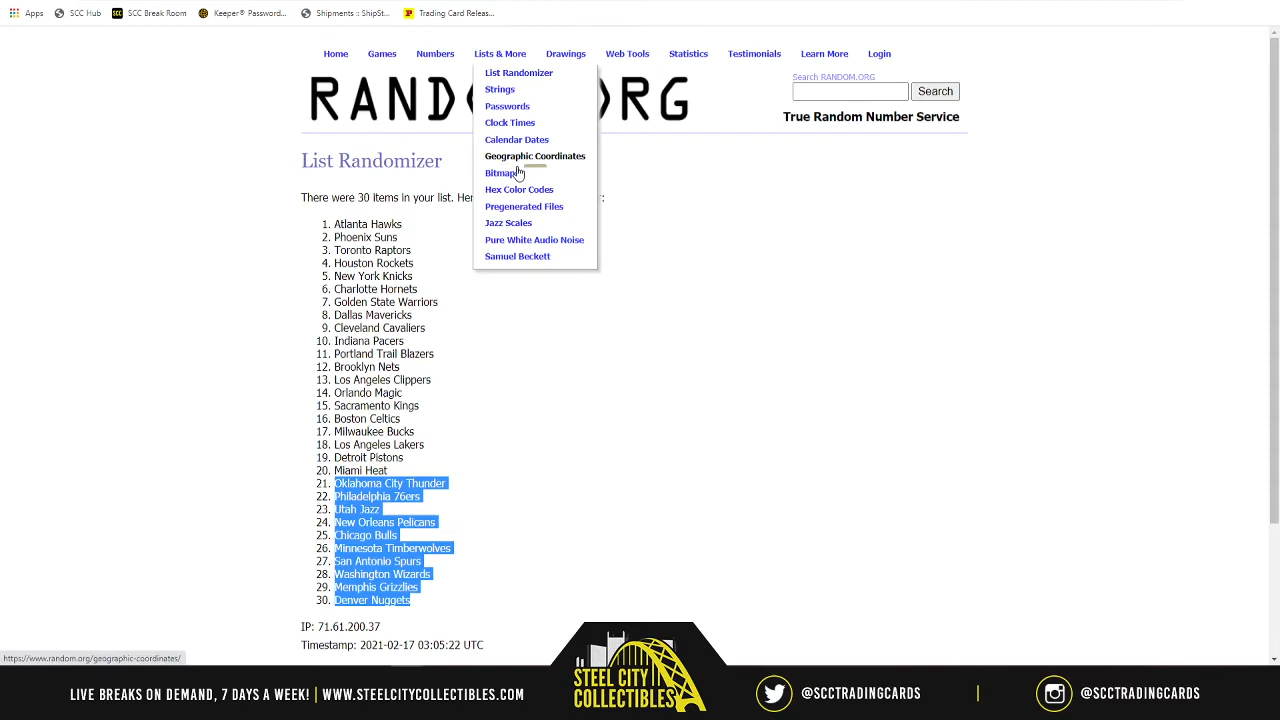 Apps SCC Hub SCC Break Room Keeper® Password... Shipments :: ShipSt... Trading Card Releas...
Home Games Numbers Lists & More Drawings Web Tools Statistics Testimonials Learn More Login
List Randomizer
Strings
Passwords
Clock Times
Calendar Dates
Geographic Coordinates
Bitmap
Hex Color Codes
Pregenerated Files
Jazz Scales
Pure White Audio Noise
Samuel Beckett
Search RANDOM.ORG
Search
True Random Number Service
List Randomizer
There were 30 items in your list. Her
1. Atlanta Hawks
2. Phoenix Suns
3. Toronto Raptors
4. Houston Rockets
5. New York Knicks
6. Charlotte Hornets
7. Golden State Warriors
8. Dallas Mavericks
9. Cleveland Cavaliers
10. Indiana Pacers
11. Portland Trail Blazers
12. Brooklyn Nets
13. Los Angeles Clippers
14. Orlando Magic
15. Sacramento Kings
16. Boston Celtics
17. Milwaukee Bucks
18. Los Angeles Lakers
19. Detroit Pistons
20. Miami Heat
21. Oklahoma City Thunder
22. Philadelphia 76ers
23. Utah Jazz
24. New Orleans Pelicans
25. Chicago Bulls
26. Minnesota Timberwolves
27. San Antonio Spurs
28. Washington Wizards
29. Memphis Grizzlies
30. Denver Nuggets
IP: 71.61.200.37
Timestamp: 2021-02-17 03:05:22 UTC
https://www.random.org/geographic-coordinates/
LIVE BREAKS ON DEMAND, 7 DAYS A WEEK! | WWW.STEELCITYCOLLECTIBLES.COM
STEEL CITY
COLLECTIBLES
@SCCTRADINGCARDS | @SCCTRADINGCARDS